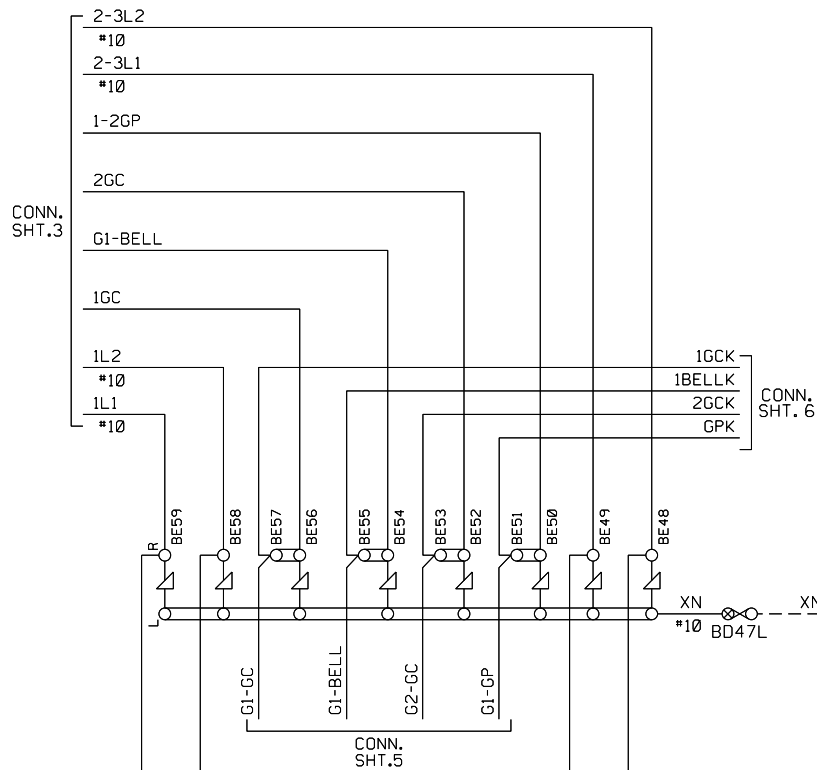 2-3L2
#10
2-3L1
#10
1-2GP
2GC
CONN.
SHT.3
G1-BELL
1GC
1L2
#10
1L1
#10
1GCK
1BELLK
2GCK
GPK
CONN.
SHT. 6
BE59
BE58
BE57
BE56
BE55
BE54
BE53
BE52
BE51
BE50
BE49
BE48
R
L
XN
#10
BD47L
XN
G1-GC
G1-BELL
G2-GC
G1-GP
CONN.
SHT.5